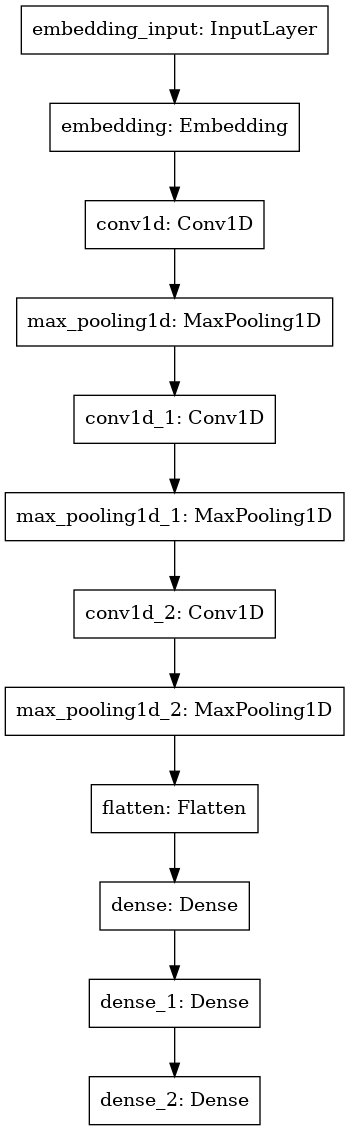 embedding_input: InputLayer
embedding: Embedding
conv1d: Conv1D
max_pooling1d: MaxPooling1D
conv1d_1: Conv1D
max_pooling1d_1: MaxPooling1D
conv1d_2: Conv1D
max_pooling1d_2: MaxPooling1D
flatten: Flatten
dense: Dense
dense_1: Dense
dense_2: Dense